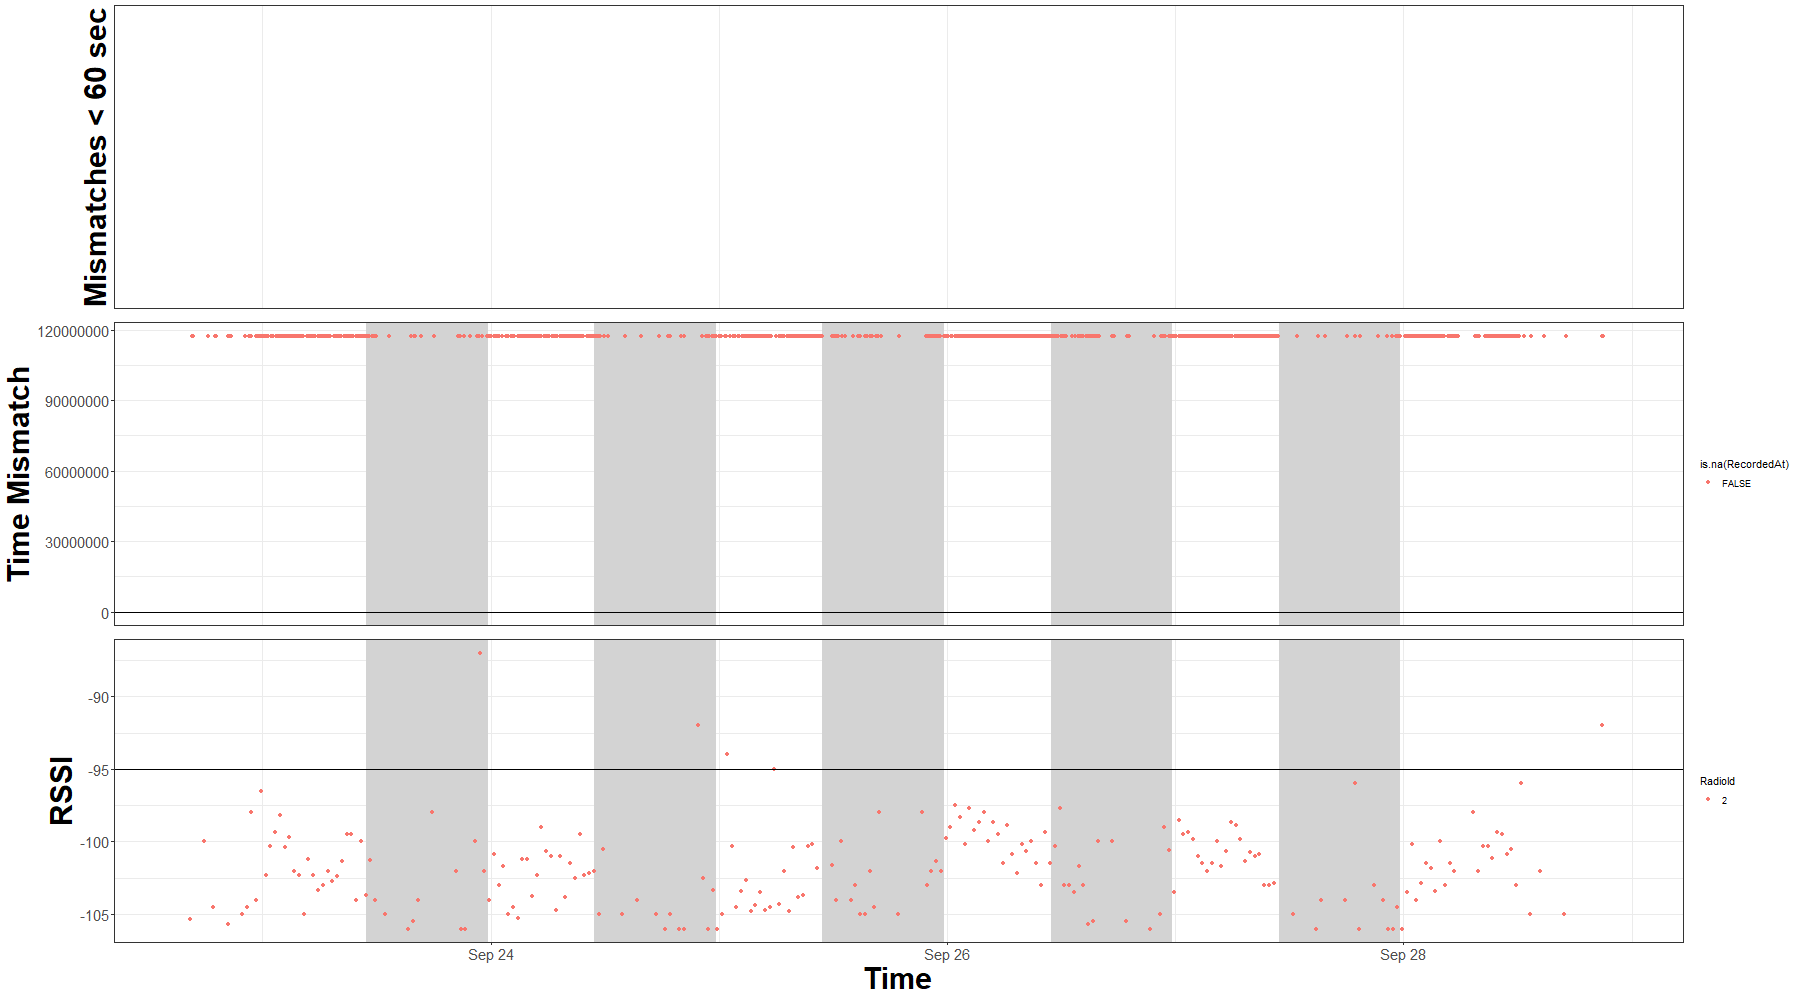 Mismatches < 60 sec
Time Mismatch
120000000
90000000
60000000
30000000
0
is.na(RecordedAt)
FALSE
RSSI
-90
-95
-100
-105
RadioId
2
Sep 24
Sep 26
Sep 28
Time